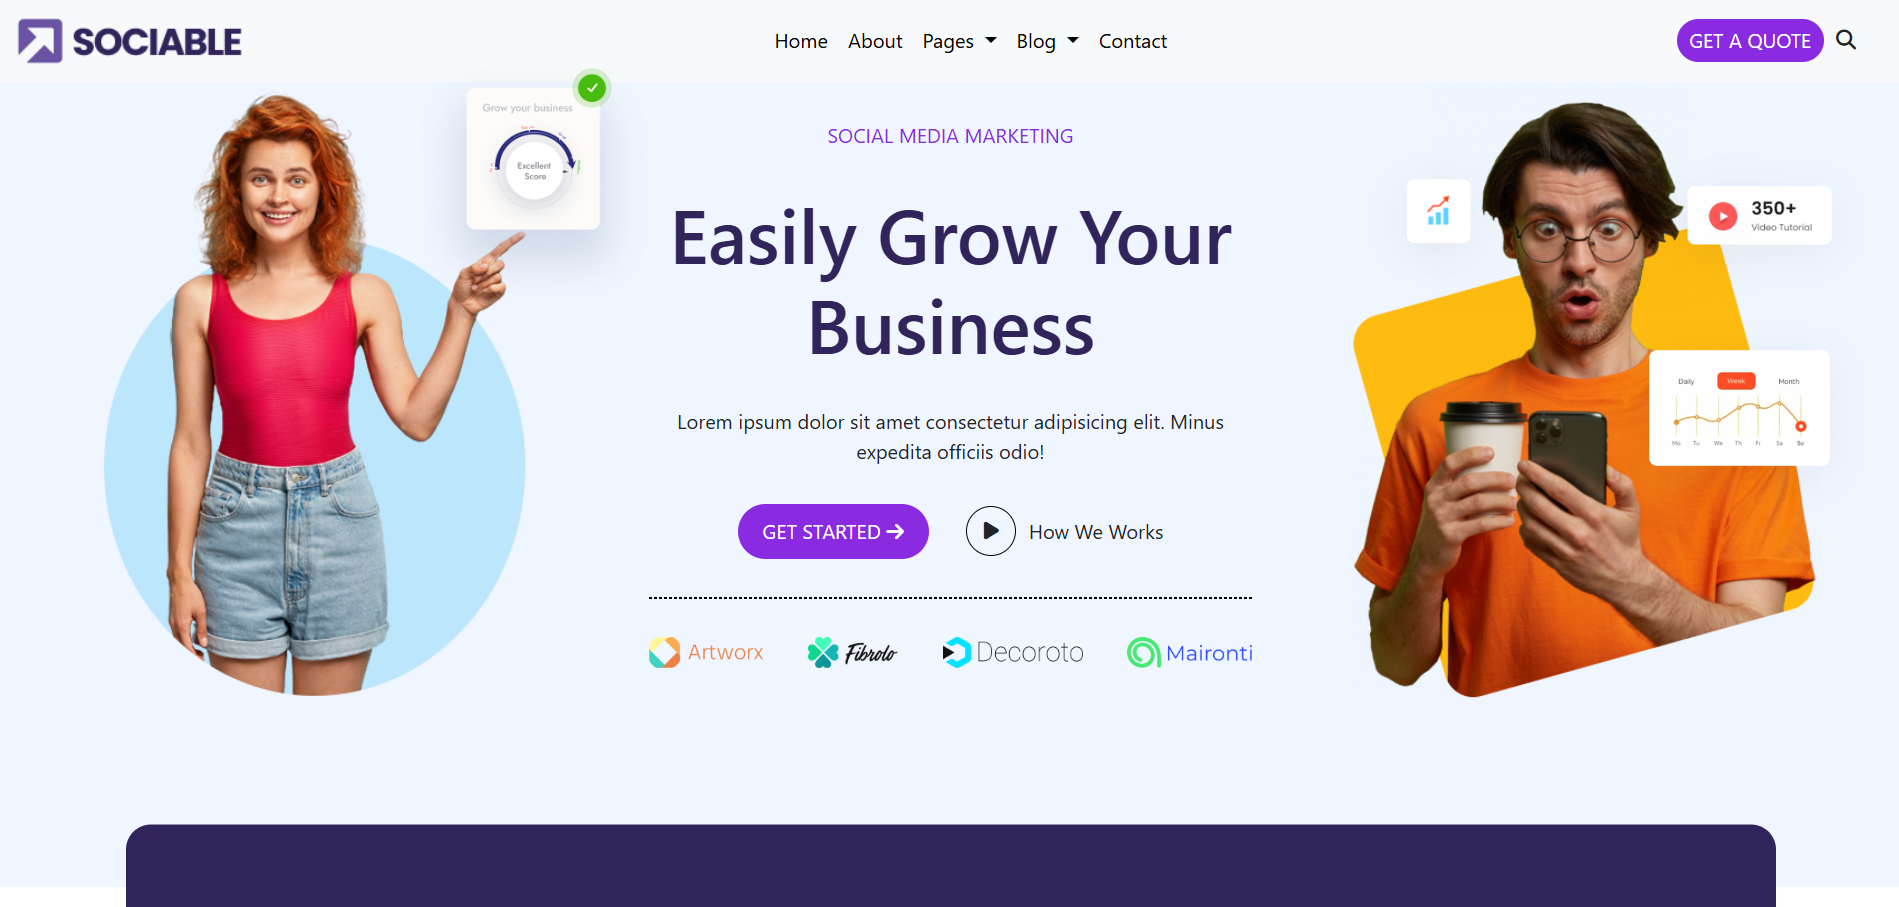 SOCIABLE
Home About Pages Blog Contact
GET A QUOTE
Grow your business
Excellent
Score
SOCIAL MEDIA MARKETING
Easily Grow Your
Business
Lorem ipsum dolor sit amet consectetur adipisicing elit. Minus
expedita officiis odio!
GET STARTED
How We Works
Artworx
Fibrolo
Decoroto
Maironti
350+
Video Tutorial
Daily Week Month
Mo Tu We Th Fr Sa Su